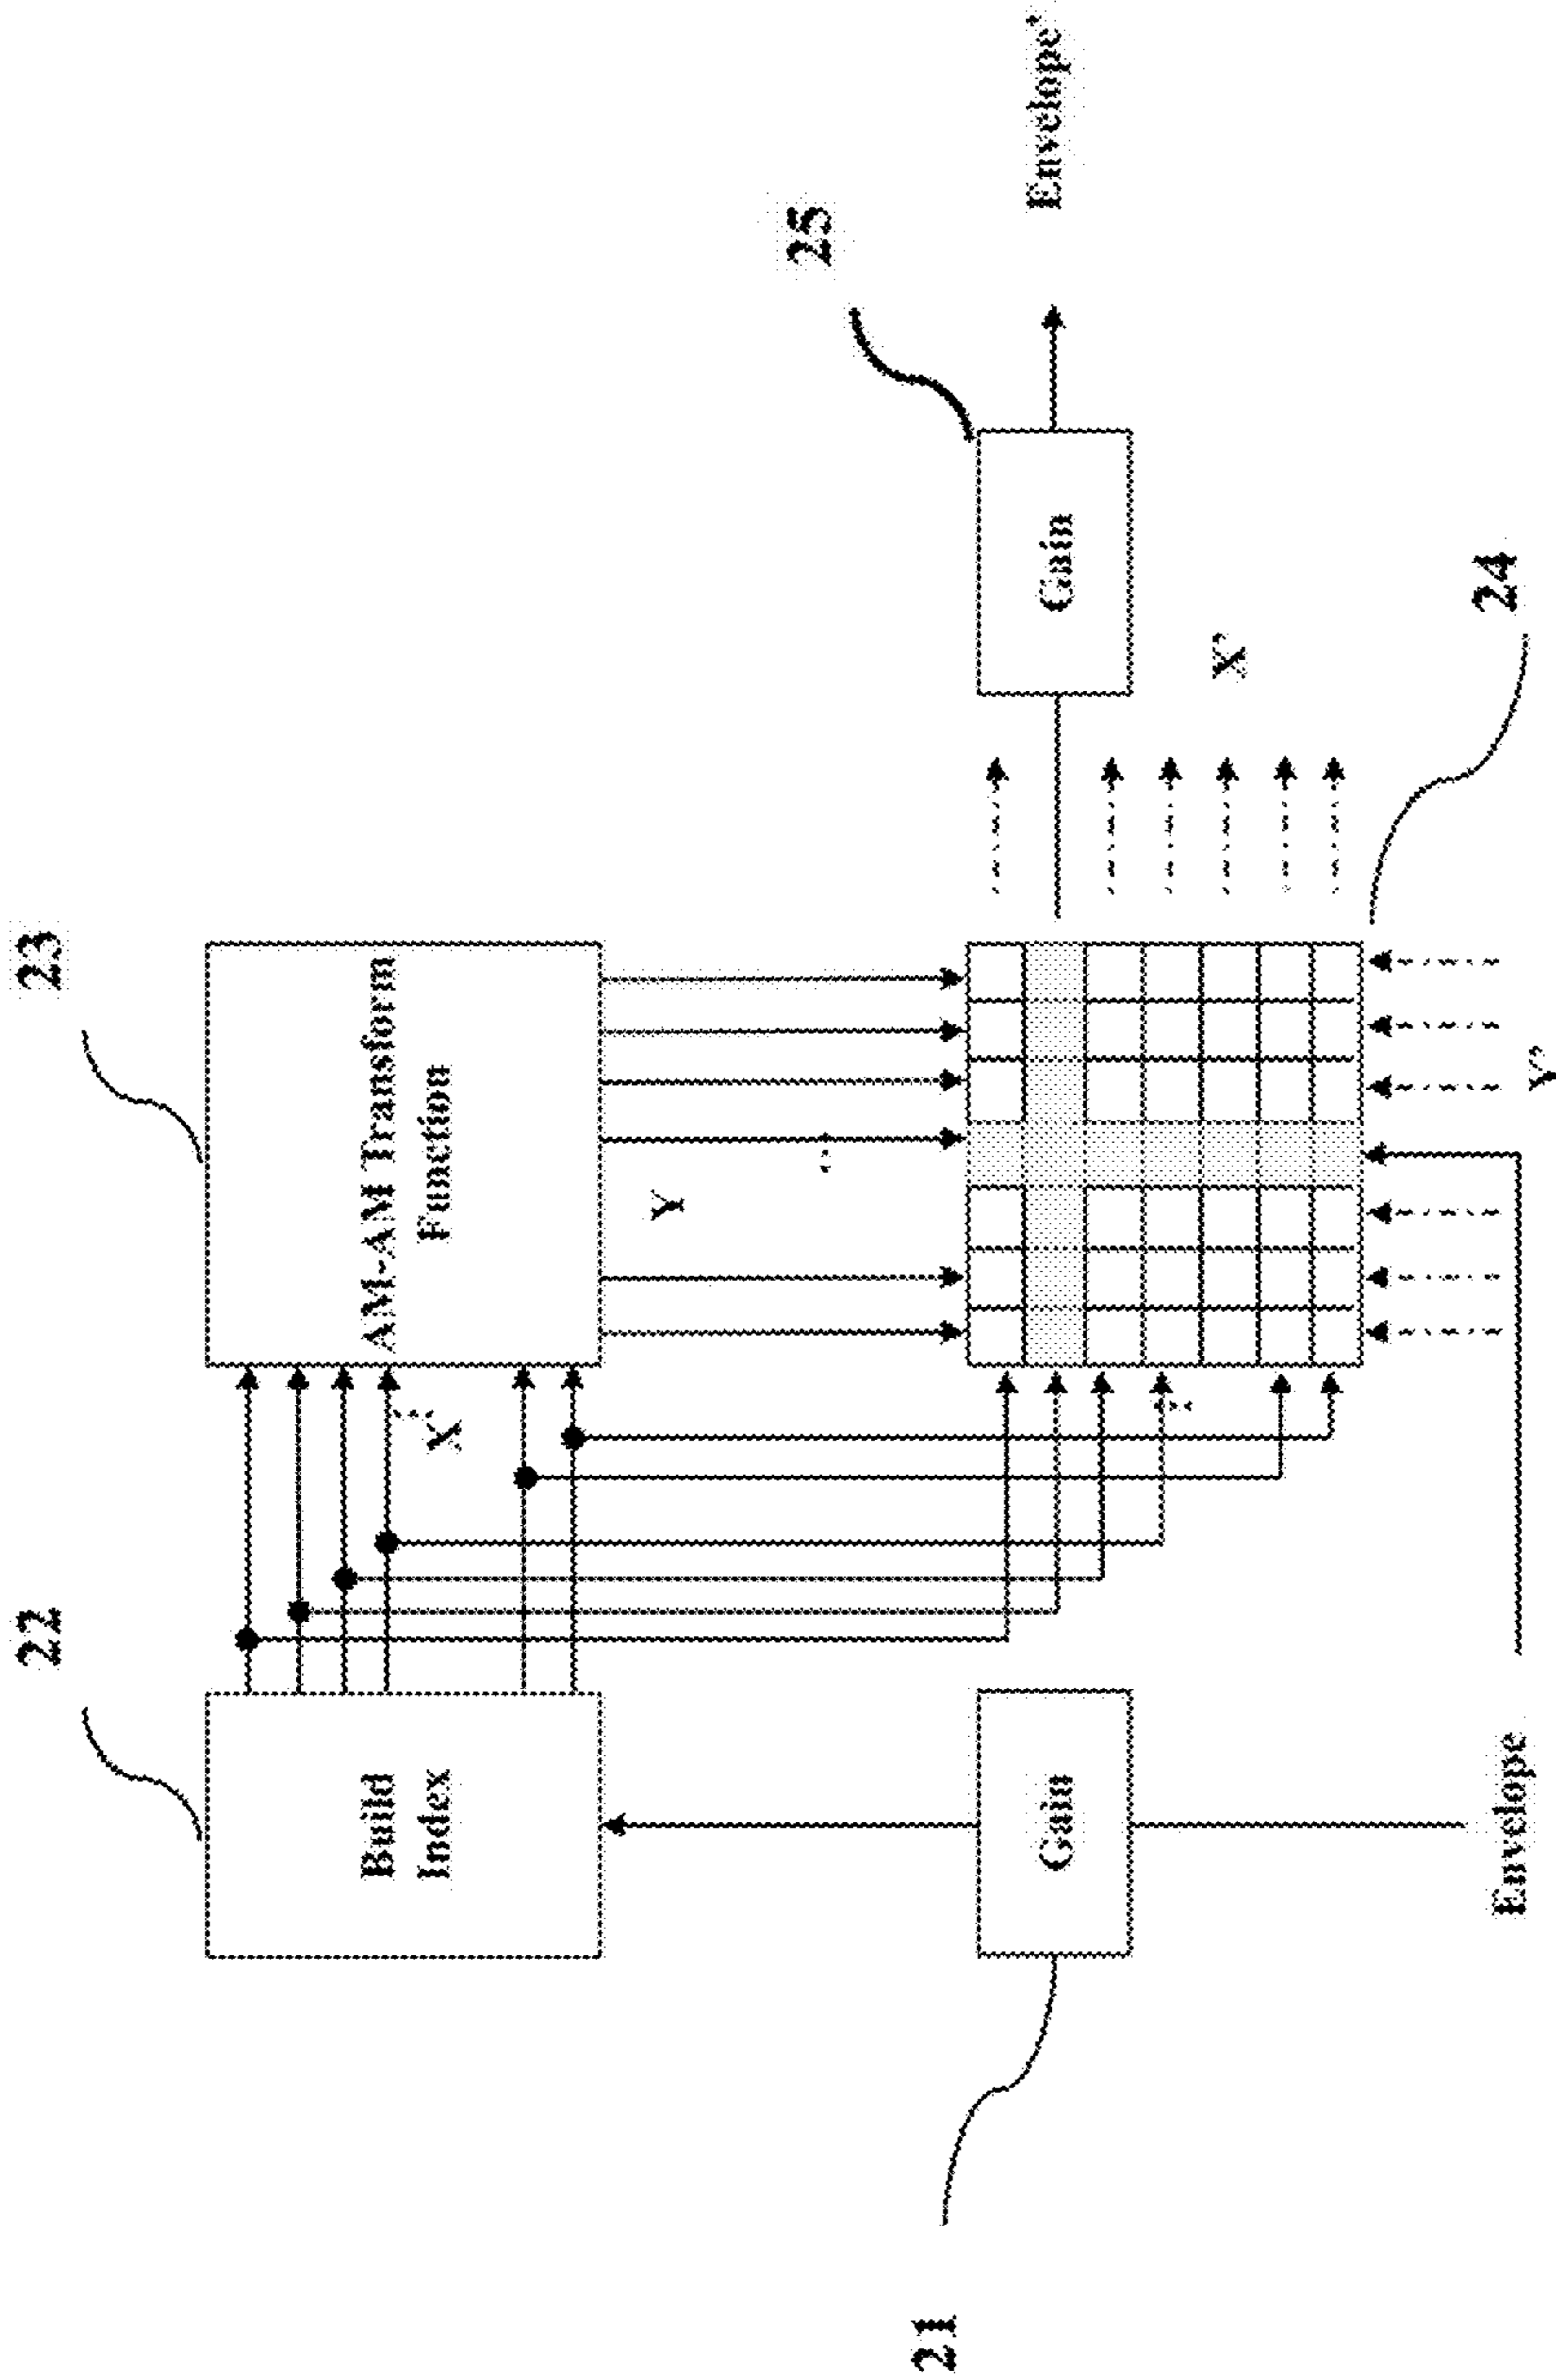 22
23
Build
Index
AM-AM Transform
Function
X
Y
25
Gain
Gain
Envelope'
X'
21
24
Envelope
Y'